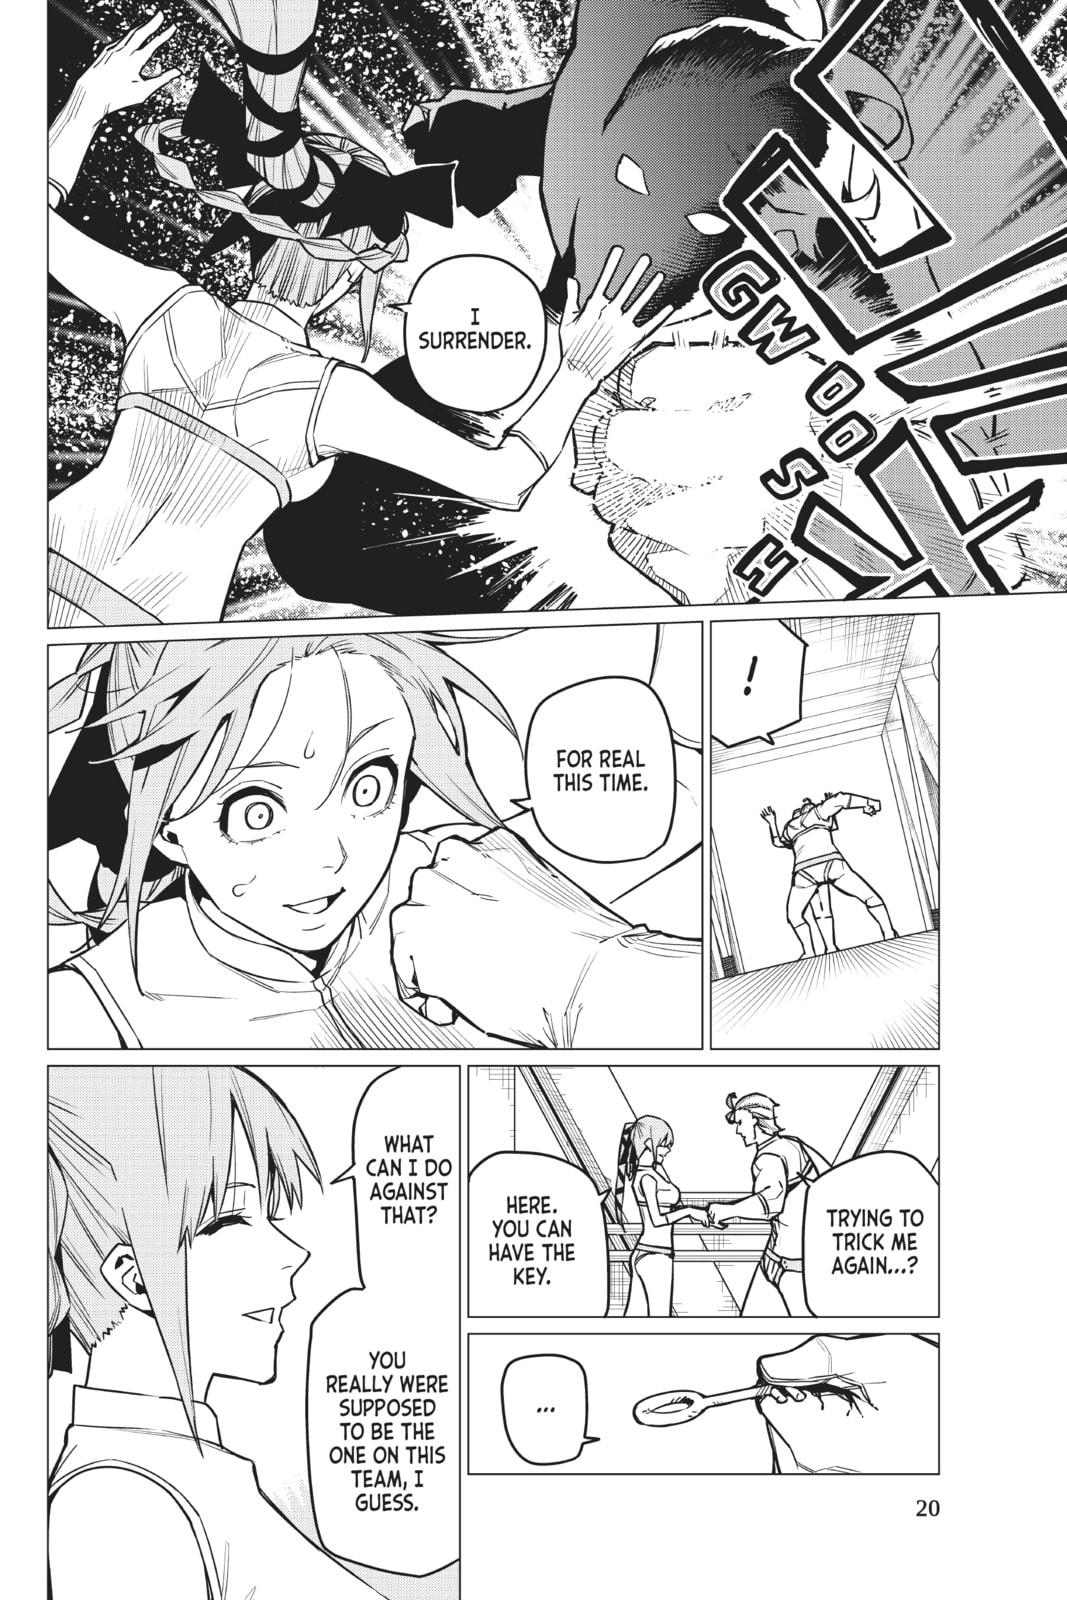 GWOOOSH
I
SURRENDER.
!
FOR REAL
THIS TIME.
TRYING TO
TRICK ME
AGAIN...?
HERE.
YOU CAN
HAVE THE
KEY.
...
WHAT
CAN I DO
AGAINST
THAT?
YOU
REALLY WERE
SUPPOSED
TO BE THE
ONE ON THIS
TEAM, I
GUESS.
20